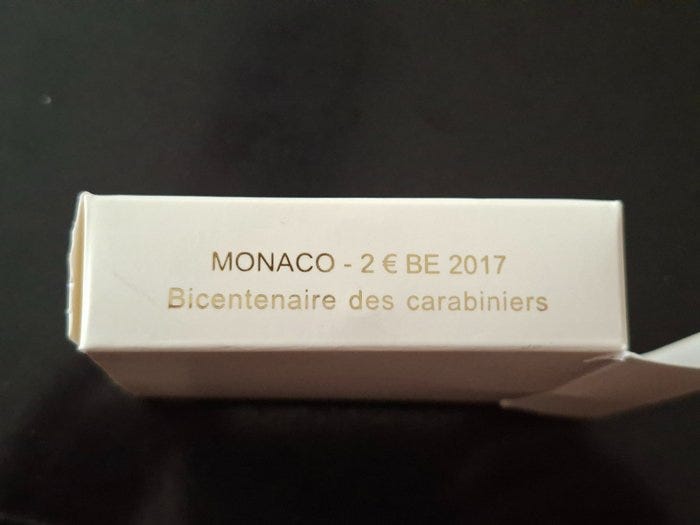 MONACO - 2 € BE 2017
Bicentenaire des carabiniers